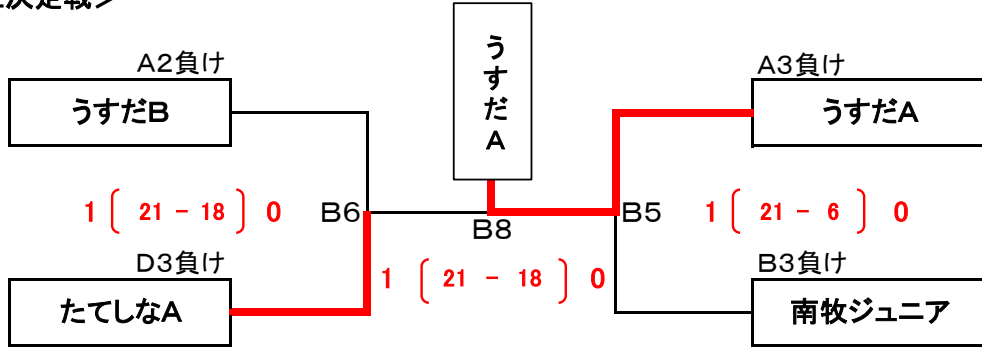 決定戦>
うすだA
A2負け
A3負け
うすだB
うすだA
1 ( 21 - 18 ) 0
B6
B5
1 ( 21 - 6 ) 0
B8
D3負け
B3負け
1 ( 21 - 18 ) 0
たてしなA
南牧ジュニア